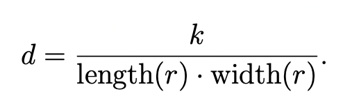 d = k / (length(r) · width(r)).